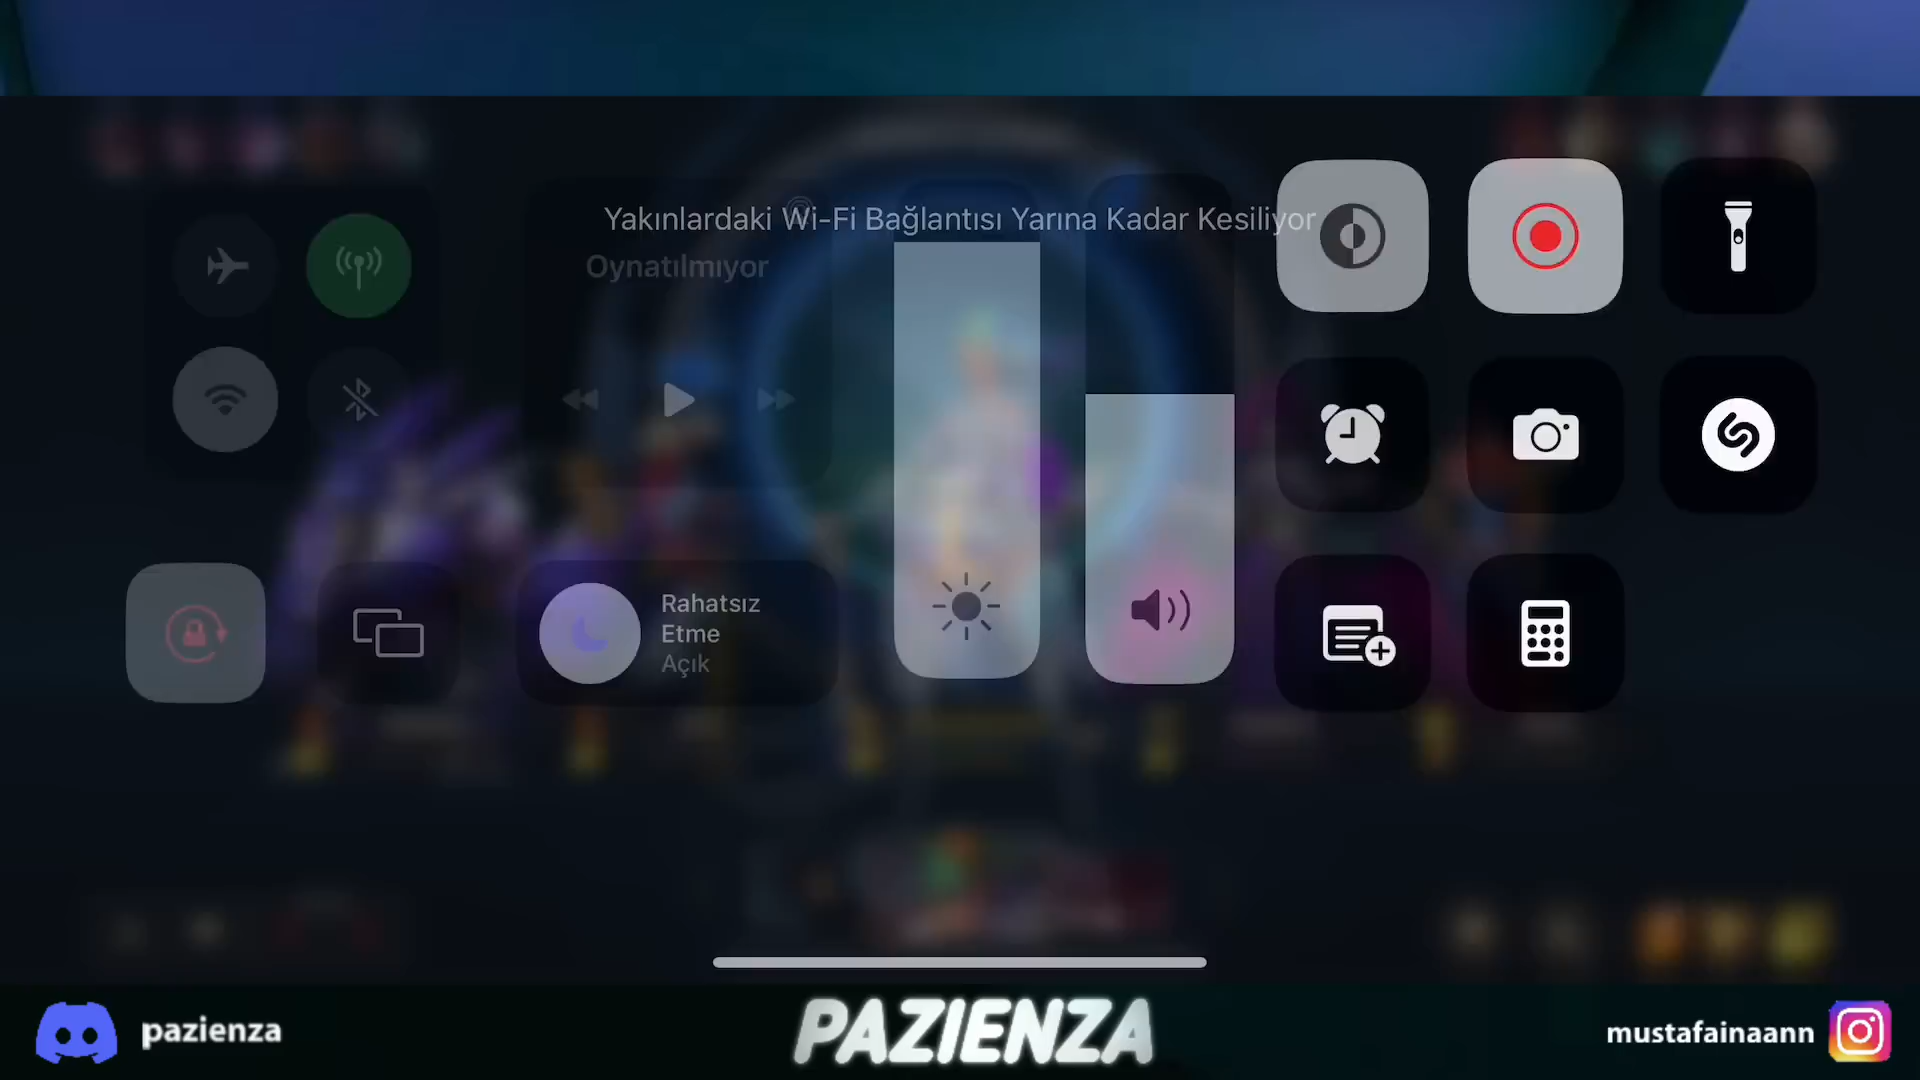 Yakınlardaki Wi-Fi Bağlantısı Yarına Kadar Kesiliyor
Oynatılmıyor
Rahatsız
Etme
Açık
pazienza
PAZIENZA
mustafainaann